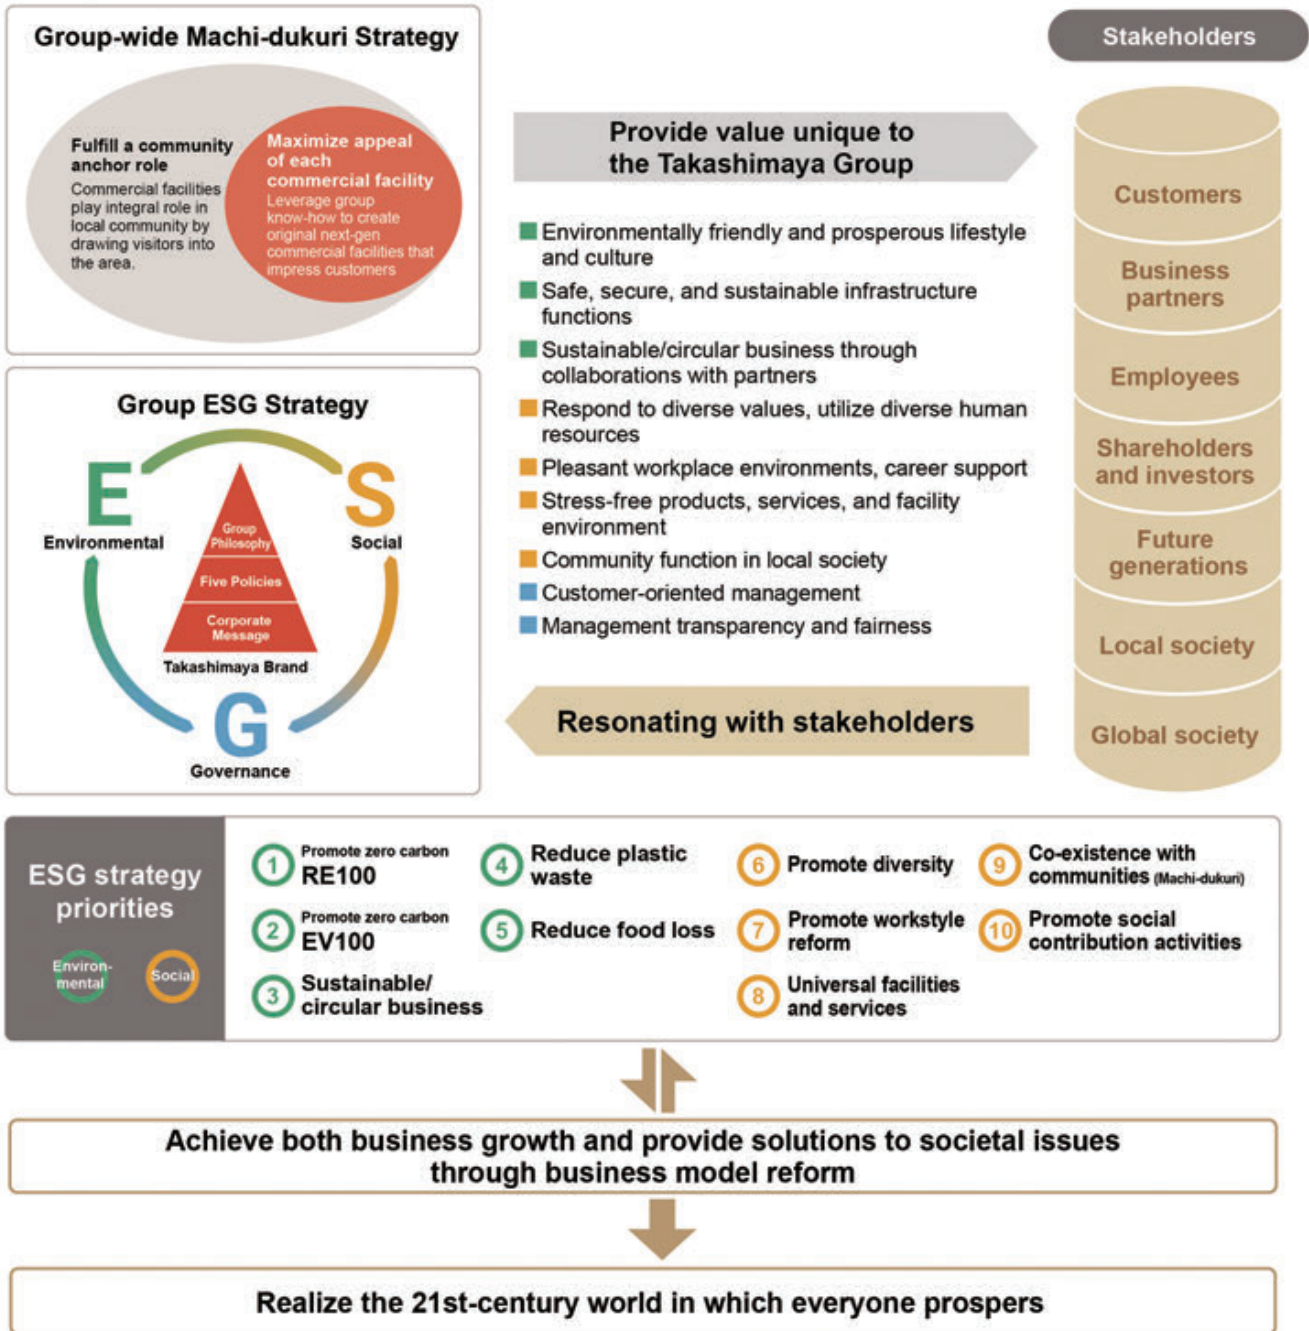 Group-wide Machi-dukuri Strategy
Fulfill a community
anchor role
Commercial facilities
play integral role in
local community by
drawing visitors into
the area.
Maximize appeal
of each
commercial facility
Leverage group
know-how to create
original next-gen
commercial facilities that
impress customers
Group ESG Strategy
E
Environmental
S
Social
Group
Philosophy
Five Policies
Corporate
Message
Takashimaya Brand
G
Governance
Provide value unique to
the Takashimaya Group
Environmentally friendly and prosperous lifestyle
and culture
Safe, secure, and sustainable infrastructure
functions
Sustainable/circular business through
collaborations with partners
Respond to diverse values, utilize diverse human
resources
Pleasant workplace environments, career support
Stress-free products, services, and facility
environment
Community function in local society
Customer-oriented management
Management transparency and fairness
Resonating with stakeholders
Stakeholders
Customers
Business
partners
Employees
Shareholders
and investors
Future
generations
Local society
Global society
ESG strategy
priorities
Environ-
mental
Social
1 Promote zero carbon
RE100
2 Promote zero carbon
EV100
3 Sustainable/
circular business
4 Reduce plastic
waste
5 Reduce food loss
6 Promote diversity
7 Promote workstyle
reform
8 Universal facilities
and services
9 Co-existence with
communities (Machi-dukuri)
10 Promote social
contribution activities
Achieve both business growth and provide solutions to societal issues
through business model reform
Realize the 21st-century world in which everyone prospers